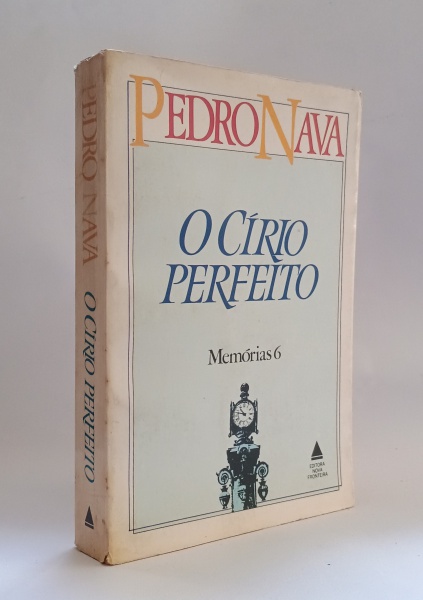 PEDRO NAVA
O CÍRIO
PERFEITO
Memórias 6
EDITORA
NOVA
FRONTEIRA
PEDRO NAVA
O CÍRIO PERFEITO